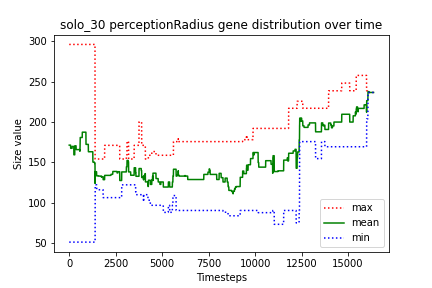 solo_30 perceptionRadius gene distribution over time
300
250
200
150
100
50
Size value
0 2500 5000 7500 10000 12500 15000
Timesteps
max
mean
min